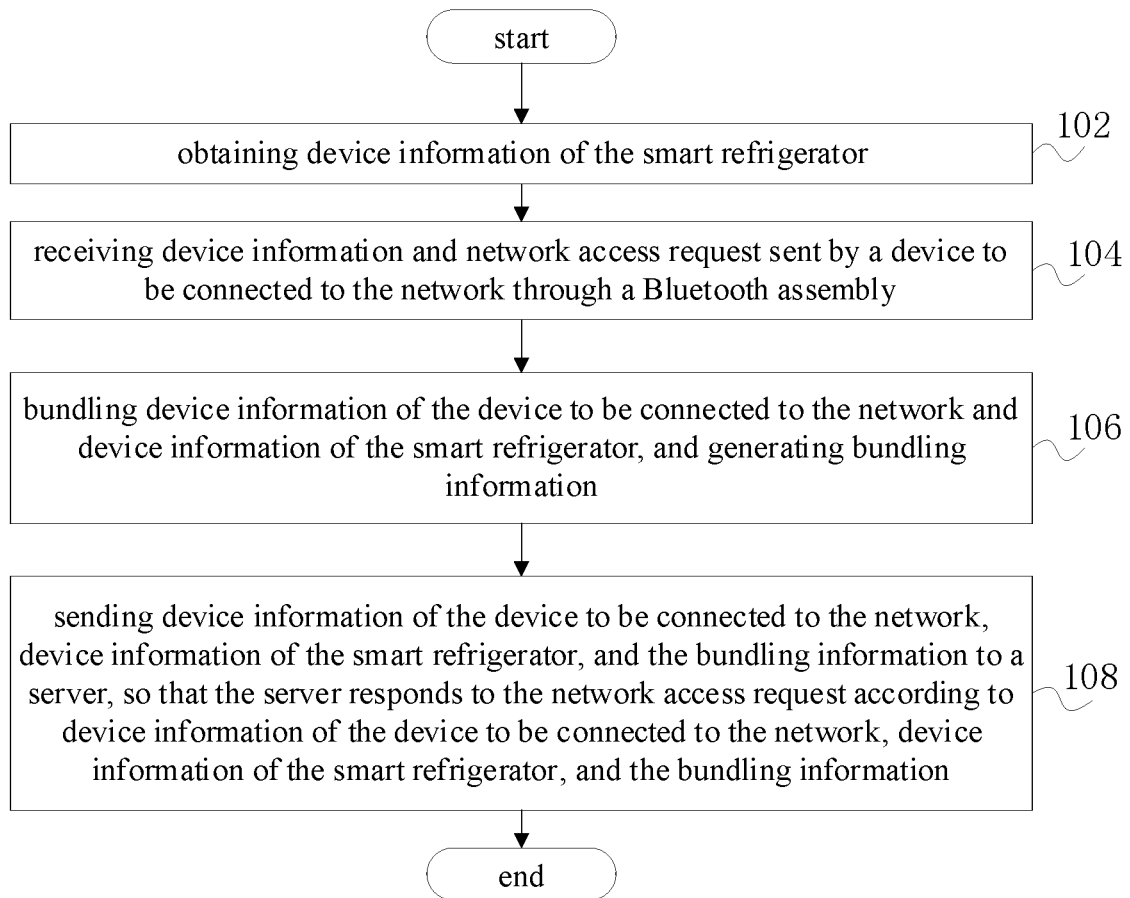 start
102
obtaining device information of the smart refrigerator
104
receiving device information and network access request sent by a device to
be connected to the network through a Bluetooth assembly
106
bundling device information of the device to be connected to the network and
device information of the smart refrigerator, and generating bundling
information
108
sending device information of the device to be connected to the network,
device information of the smart refrigerator, and the bundling information to a
server, so that the server responds to the network access request according to
device information of the device to be connected to the network, device
information of the smart refrigerator, and the bundling information
end